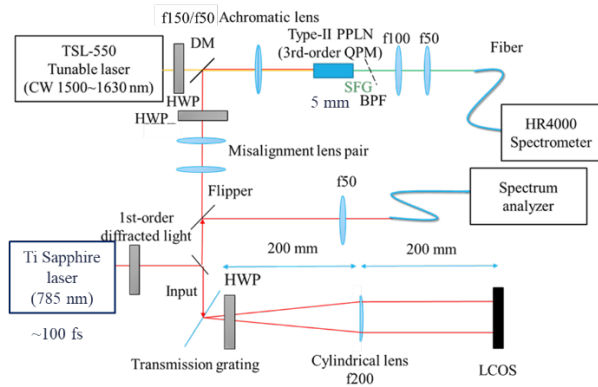 f150/f50 Achromatic lens
TSL-550
Tunable laser
(CW 1500~1630 nm)
DM
HWP
HWP
Type-II PPLN
(3rd-order QPM)
5 mm
SFG
BPF
f100
f50
Fiber
HR4000
Spectrometer
Misalignment lens pair
Flipper
f50
Spectrum
analyzer
1st-order
diffracted light
Ti Sapphire
laser
(785 nm)
~100 fs
Input
HWP
200 mm
200 mm
Transmission grating
Cylindrical lens
f200
LCOS